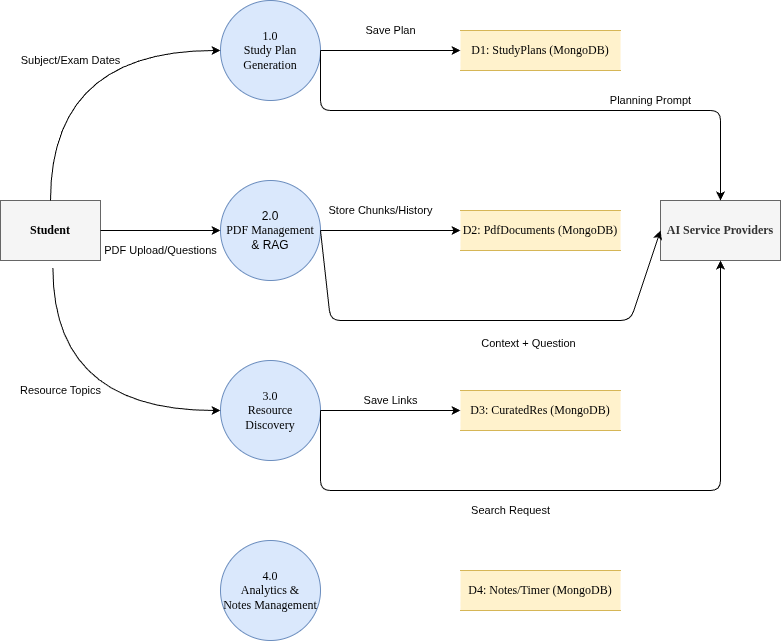 1.0
Study Plan
Generation
Save Plan
D1: StudyPlans (MongoDB)
Subject/Exam Dates
Planning Prompt
Student
2.0
PDF Management
& RAG
Store Chunks/History
D2: PdfDocuments (MongoDB)
AI Service Providers
PDF Upload/Questions
Context + Question
Resource Topics
3.0
Resource
Discovery
Save Links
D3: CuratedRes (MongoDB)
Search Request
4.0
Analytics &
Notes Management
D4: Notes/Timer (MongoDB)